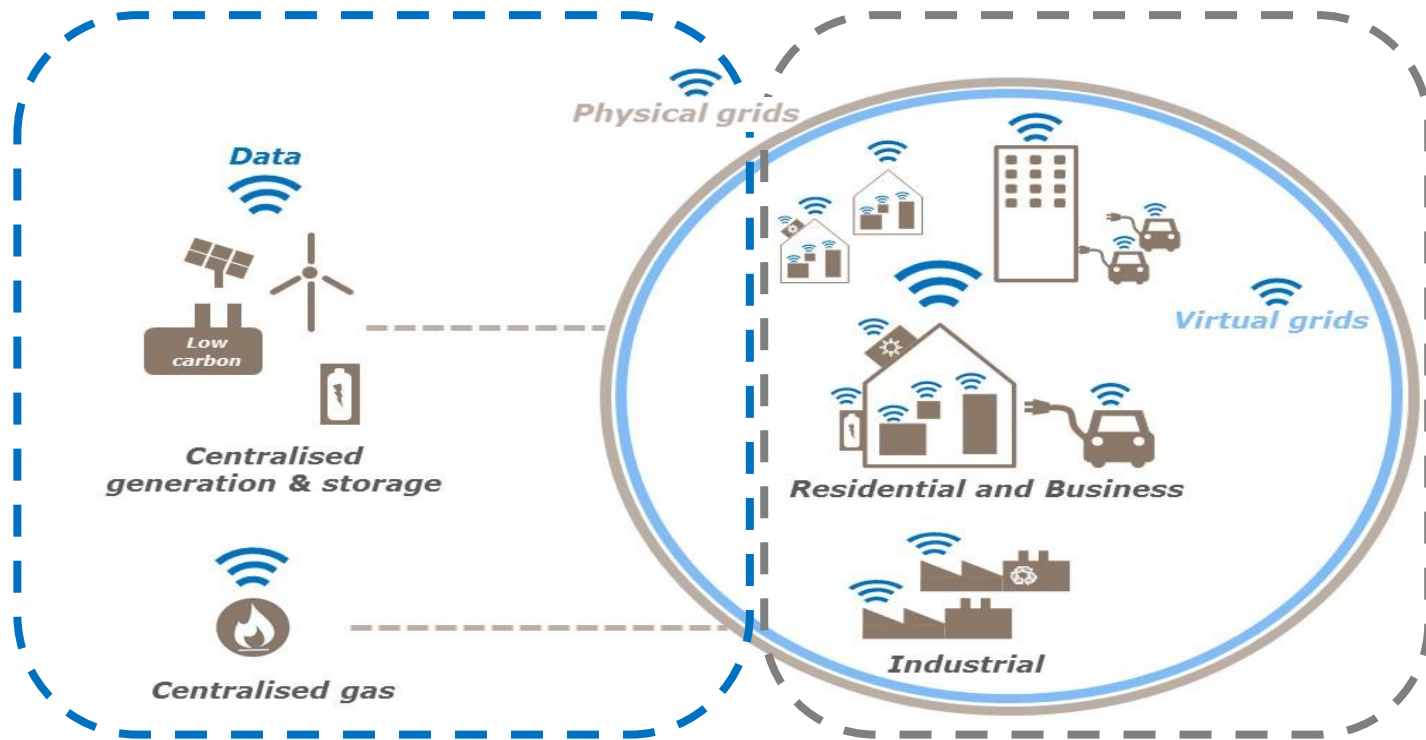 Physical grids
Data
Low
carbon
Virtual grids
Centralised
generation & storage
Residential and Business
Centralised gas
Industrial